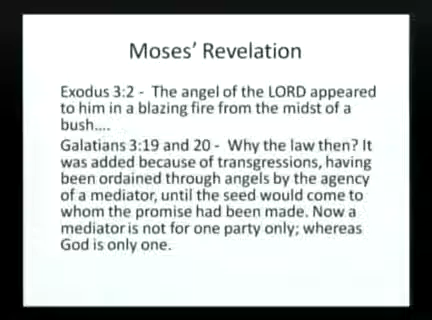 Moses' Revelation
Exodus 3:2 - The angel of the LORD appeared
to him in a blazing fire from the midst of a
bush....
Galatians 3:19 and 20 - Why the law then? It
was added because of transgressions, having
been ordained through angels by the agency
of a mediator, until the seed would come to
whom the promise had been made. Now a
mediator is not for one party only; whereas
God is only one.